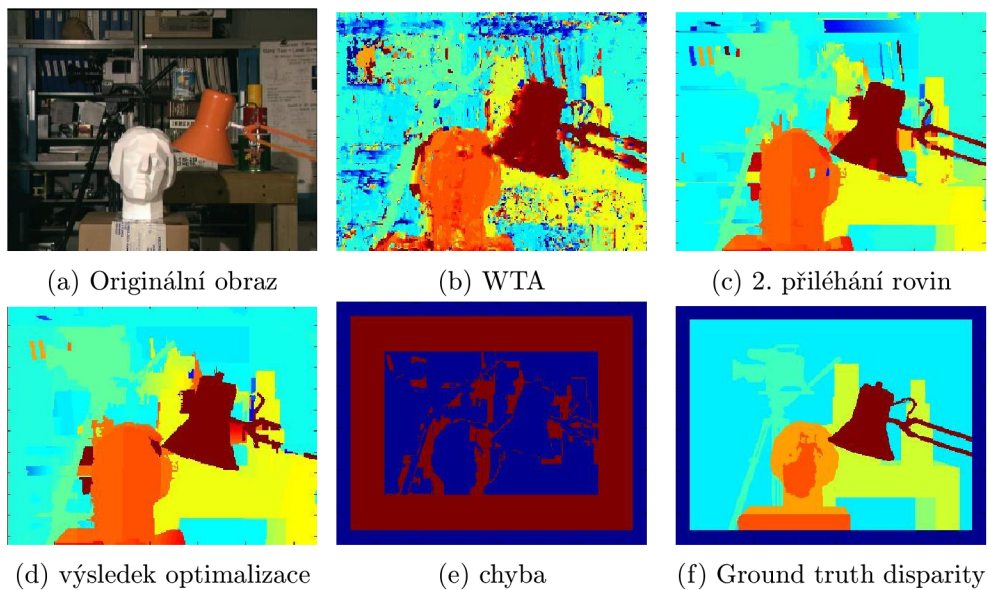 (a) Originální obraz
(b) WTA
(c) 2. přiléhání rovin
(d) výsledek optimalizace
(e) chyba
(f) Ground truth disparity